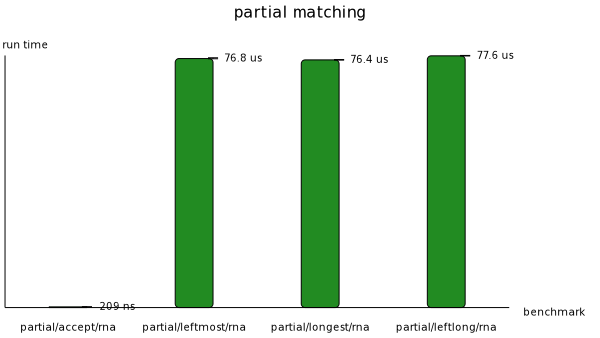 partial matching
run time
76.8 us
76.4 us
77.6 us
209 ns
benchmark
partial/accept/rna
partial/leftmost/rna
partial/longest/rna
partial/leftlong/rna